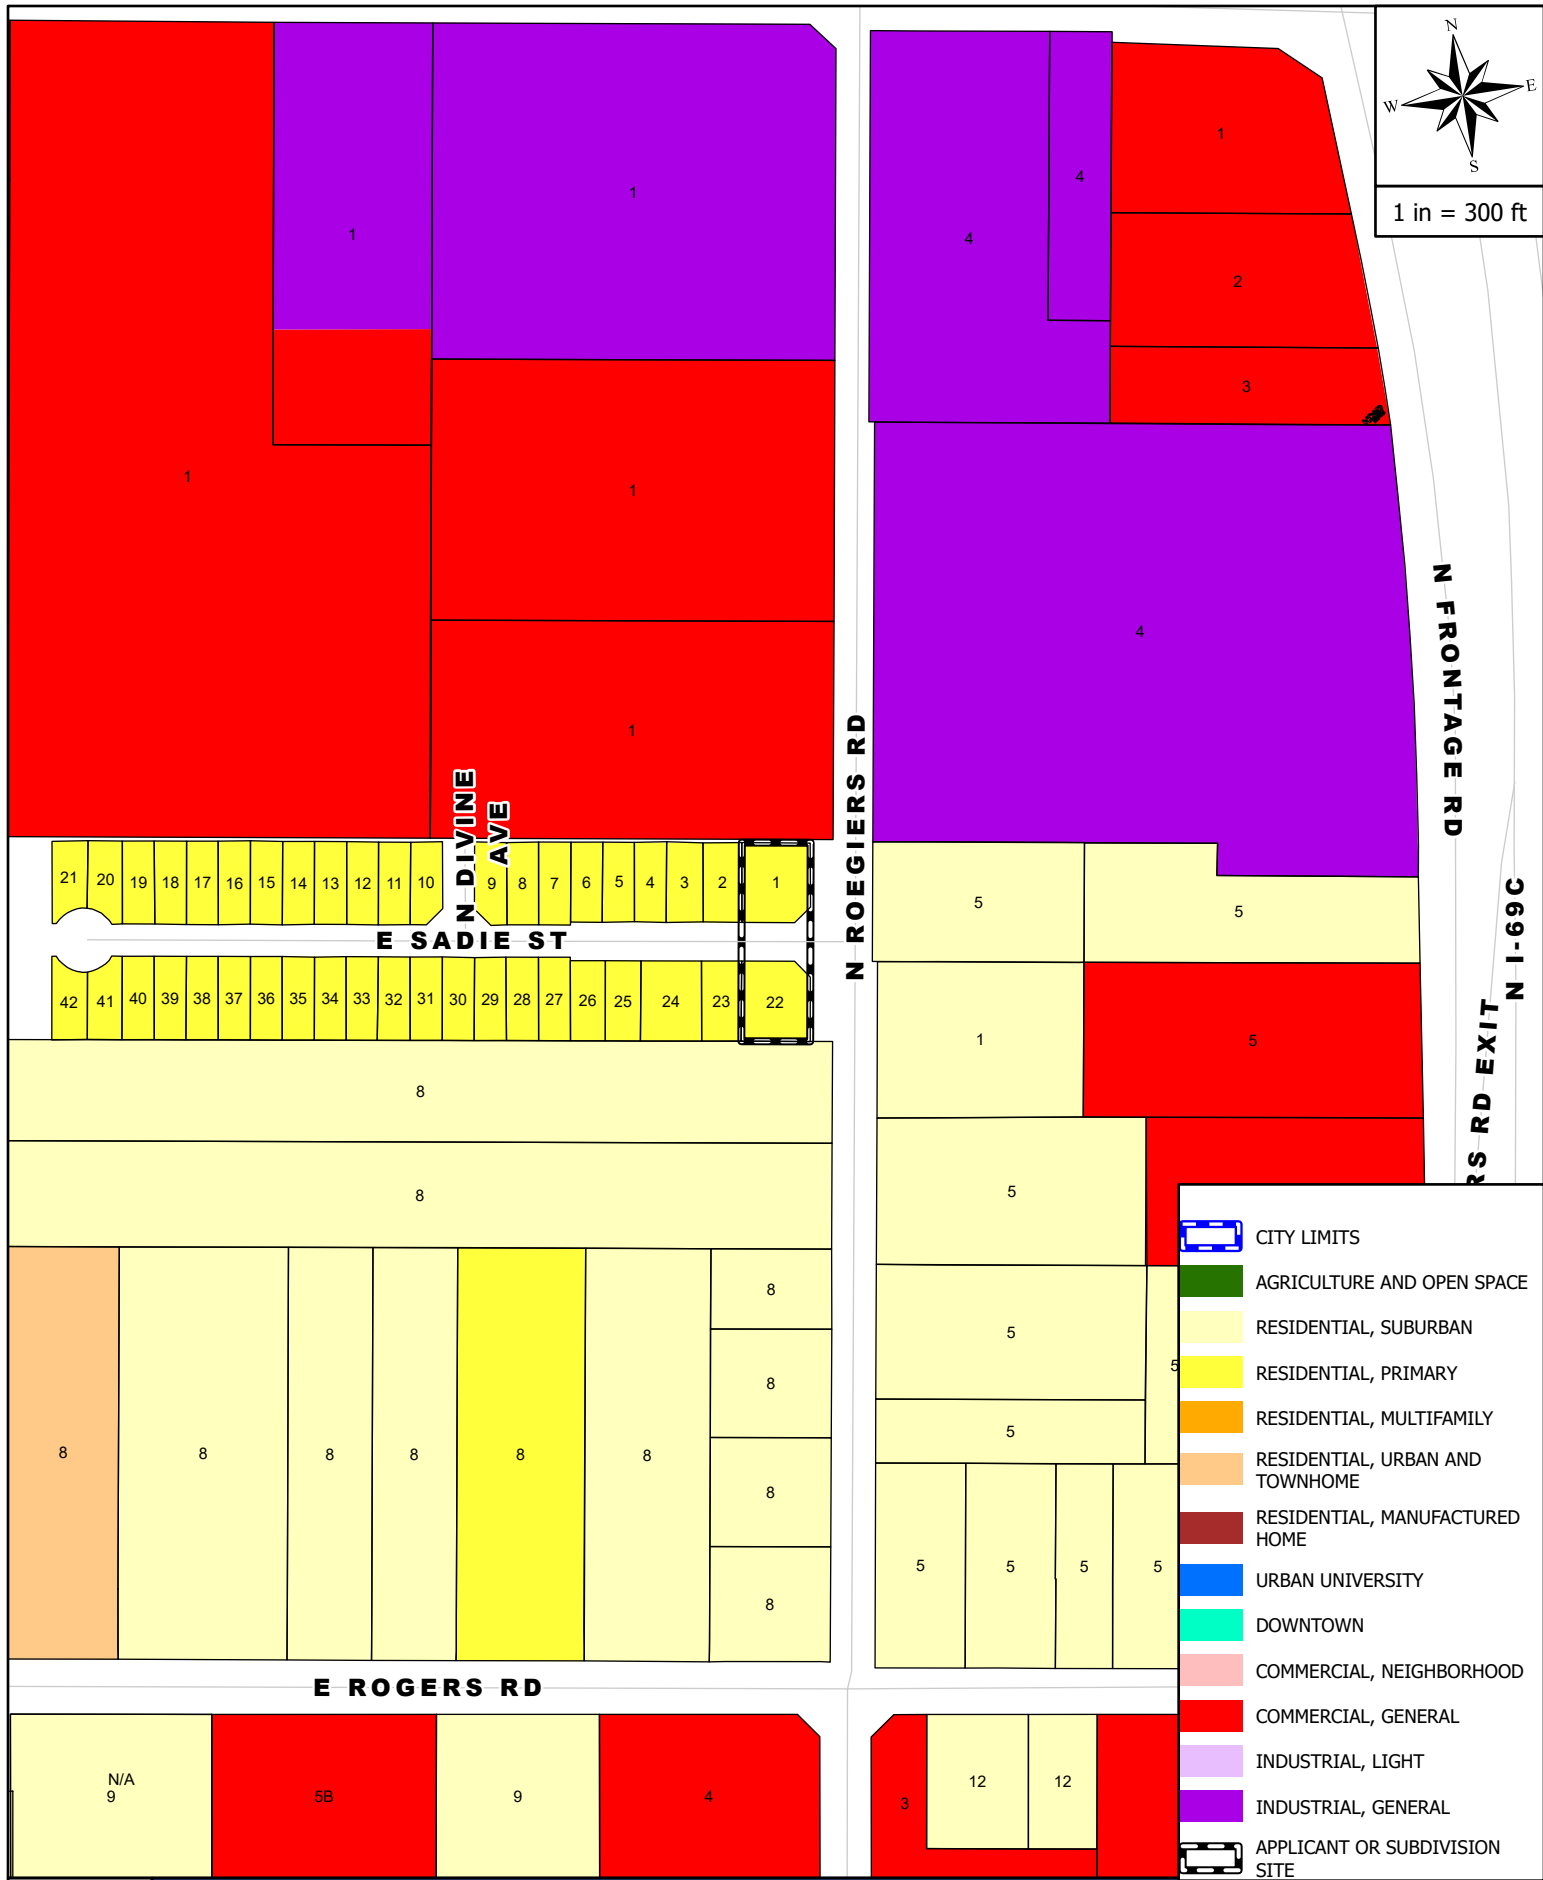 N
E
W
S
1 in = 300 ft
1
1
4
4
1
2
3
1
1
1
4
N FRONTAGE RD
N DIVINE
AVE
N ROEGIERS RD
21 20 19 18 17 16 15 14 13 12 11 10 9 8 7 6 5 4 3 2 1
5
5
E SADIE ST
N I-69C
RS RD EXIT
42 41 40 39 38 37 36 35 34 33 32 31 30 29 28 27 26 25 24 23 22
1
5
8
8
5
5
5
5
8
8
8
8
8
8
8
8
8
8
5
5
5
5
E ROGERS RD
N/A
9
5B
9
4
3
12
12
CITY LIMITS
AGRICULTURE AND OPEN SPACE
RESIDENTIAL, SUBURBAN
RESIDENTIAL, PRIMARY
RESIDENTIAL, MULTIFAMILY
RESIDENTIAL, URBAN AND
TOWNHOME
RESIDENTIAL, MANUFACTURED
HOME
URBAN UNIVERSITY
DOWNTOWN
COMMERCIAL, NEIGHBORHOOD
COMMERCIAL, GENERAL
INDUSTRIAL, LIGHT
INDUSTRIAL, GENERAL
APPLICANT OR SUBDIVISION
SITE